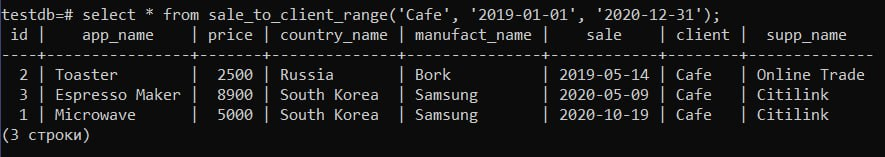 testdb=# select * from sale_to_client_range('Cafe', '2019-01-01', '2020-12-31');
 id |    app_name    | price | country_name | manufact_name |    sale    | client |  supp_name
----+----------------+-------+--------------+---------------+------------+--------+--------------
  2 | Toaster        |  2500 | Russia       | Bork          | 2019-05-14 | Cafe   | Online Trade
  3 | Espresso Maker |  8900 | South Korea  | Samsung       | 2020-05-09 | Cafe   | Citilink
  1 | Microwave      |  5000 | South Korea  | Samsung       | 2020-10-19 | Cafe   | Citilink
(3 строки)